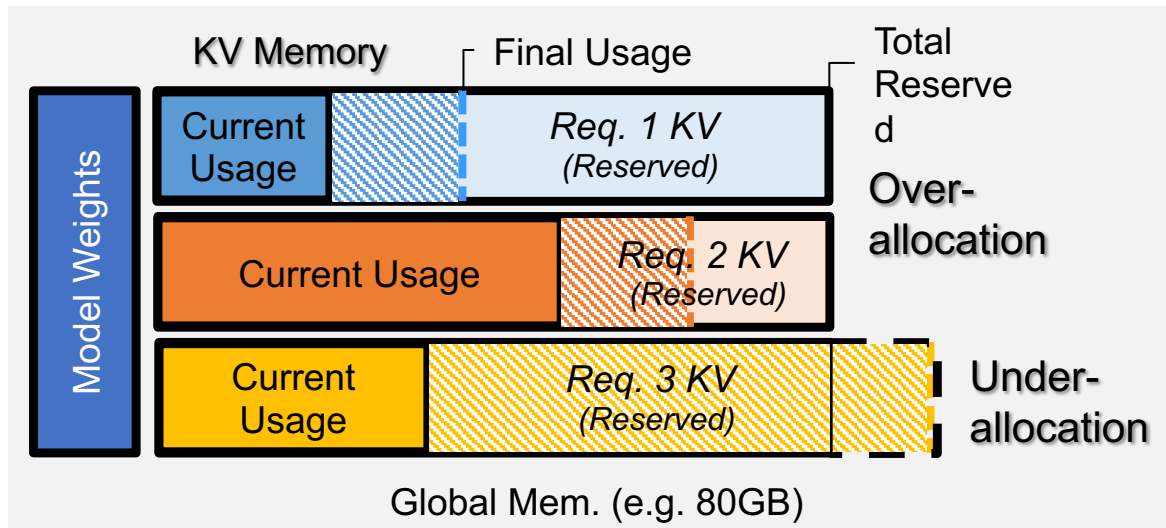 KV Memory
Final Usage
Total
Reserve
d
Model Weights
Current
Usage
Req. 1 KV
(Reserved)
Over-
allocation
Current Usage
Req. 2 KV
(Reserved)
Current
Usage
Req. 3 KV
(Reserved)
Under-
allocation
Global Mem. (e.g. 80GB)